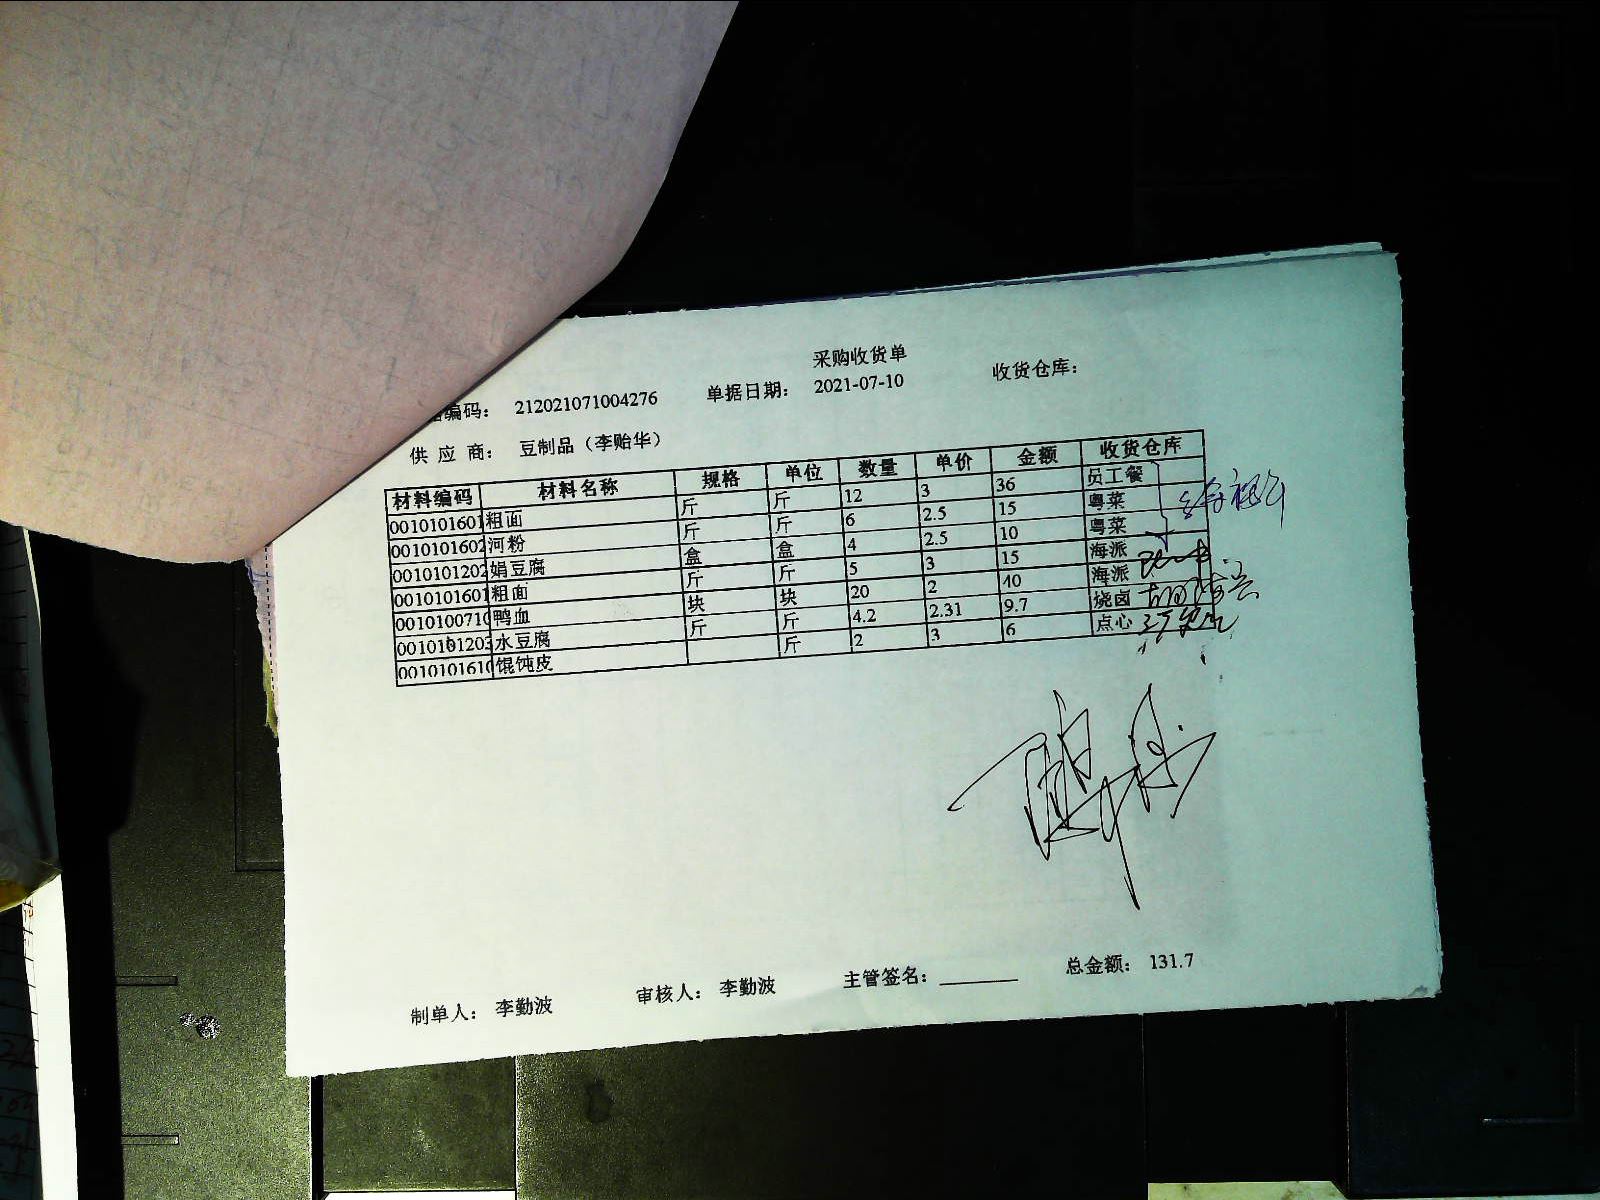 采购收货单
编码： 212021071004276 单据日期： 2021-07-10 收货仓库：
供 应 商： 豆制品（李贻华）
材料编码 材料名称 规格 单位 数量 单价 金额 收货仓库
0010101601 粗面 斤 斤 12 3 36 员工餐
0010101602 河粉 斤 斤 6 2.5 15 粤菜
0010101202 娟豆腐 盒 盒 4 2.5 10 粤菜
0010101601 粗面 斤 斤 5 3 15 海派
0010100710 鸭血 块 块 20 2 40 海派
0010101203 水豆腐 斤 斤 4.2 2.31 9.7 烧卤
0010101610 馄饨皮 斤 2 3 6 点心
制单人： 李勤波 审核人： 李勤波 主管签名： 总金额： 131.7